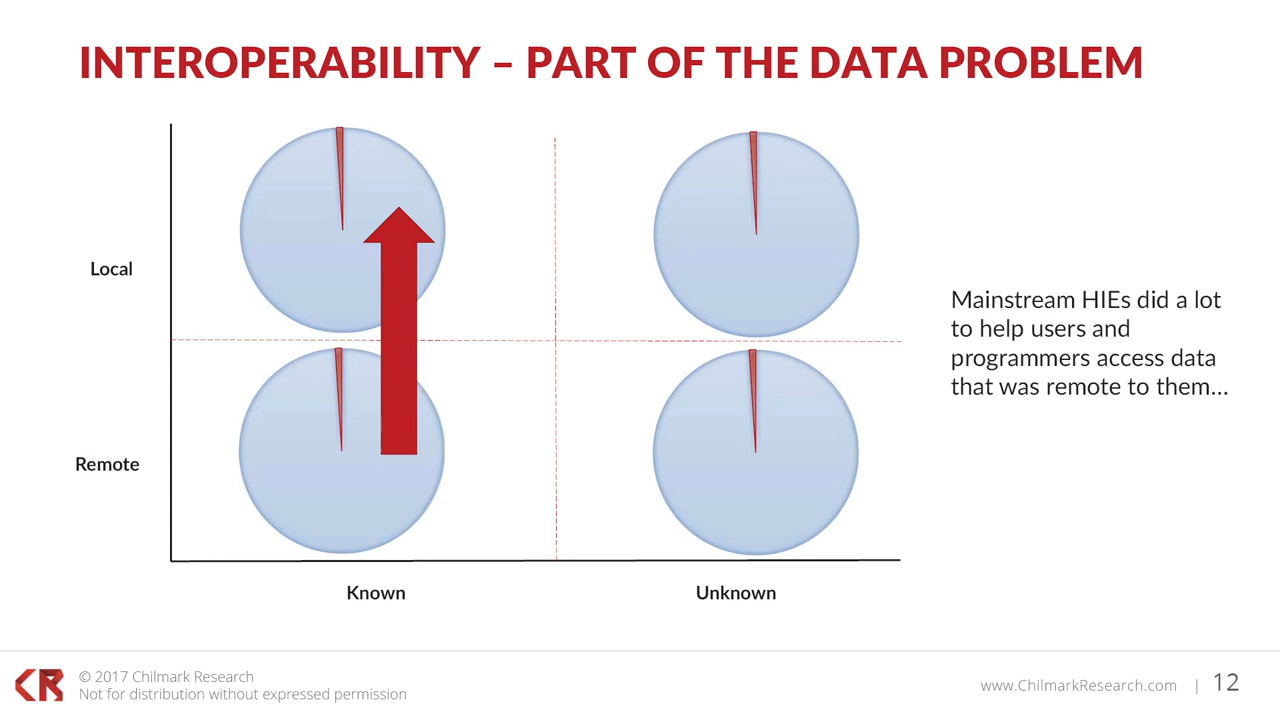 INTEROPERABILITY – PART OF THE DATA PROBLEM
Local
Remote
Known
Unknown
Mainstream HIEs did a lot
to help users and
programmers access data
that was remote to them…
© 2017 Chilmark Research
Not for distribution without expressed permission
www.ChilmarkResearch.com | 12